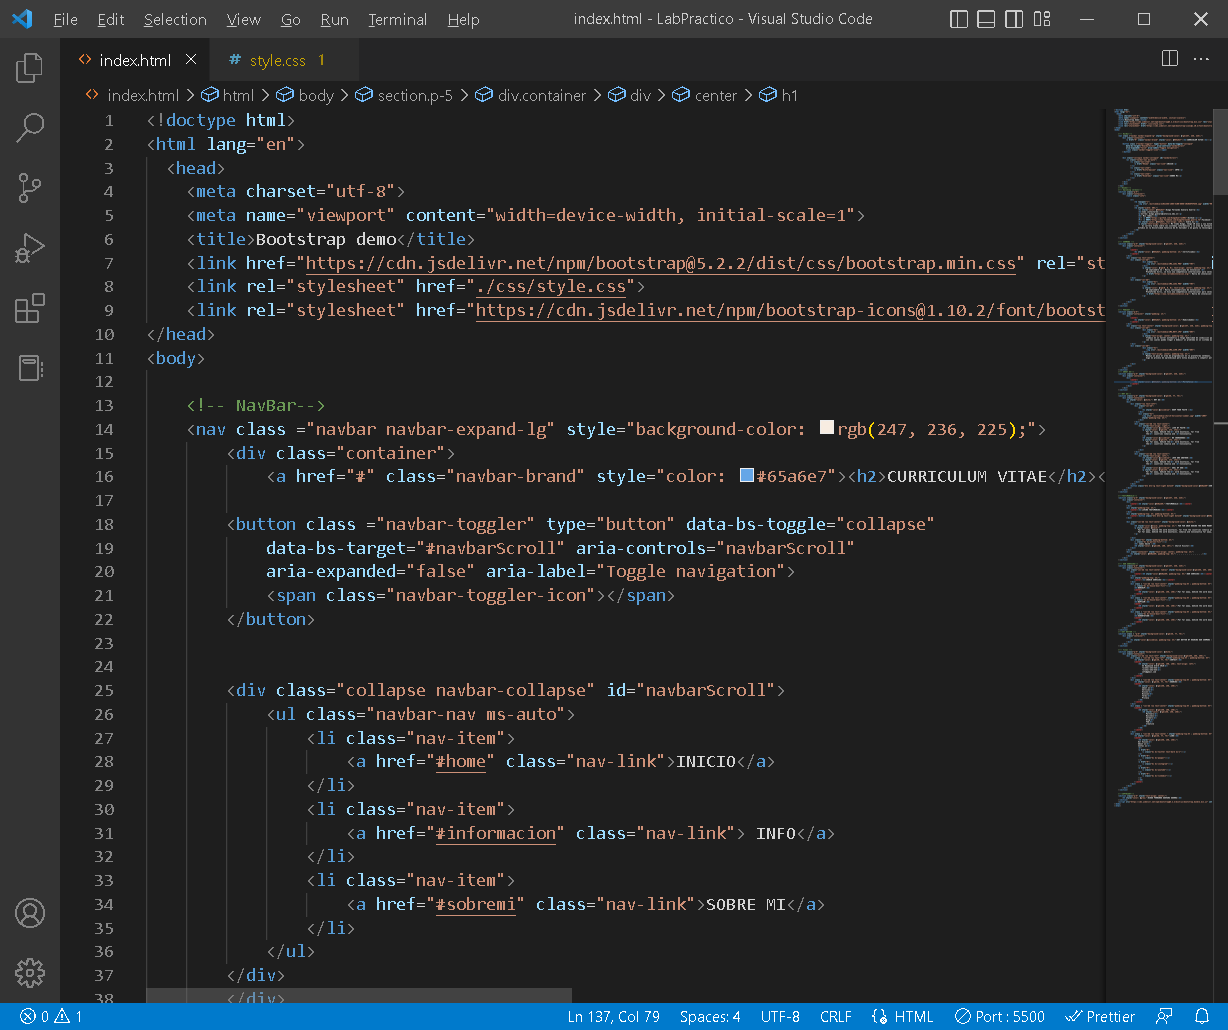 File Edit Selection View Go Run Terminal Help index.html - LabPractico - Visual Studio Code
index.html # style.css 1
index.html > html > body > section.p-5 > div.container > div > center > h1
1 <!doctype html>
2 <html lang="en">
3 <head>
4 <meta charset="utf-8">
5 <meta name="viewport" content="width=device-width, initial-scale=1">
6 <title>Bootstrap demo</title>
7 <link href="https://cdn.jsdelivr.net/npm/bootstrap@5.2.2/dist/css/bootstrap.min.css" rel="st
8 <link rel="stylesheet" href="./css/style.css">
9 <link rel="stylesheet" href="https://cdn.jsdelivr.net/npm/bootstrap-icons@1.10.2/font/bootst
10 </head>
11 <body>
12
13 <!-- NavBar-->
14 <nav class ="navbar navbar-expand-lg" style="background-color: rgb(247, 236, 225);">
15 <div class="container">
16 <a href="#" class="navbar-brand" style="color: #65a6e7"><h2>CURRICULUM VITAE</h2><
17
18 <button class ="navbar-toggler" type="button" data-bs-toggle="collapse"
19 data-bs-target="#navbarScroll" aria-controls="navbarScroll"
20 aria-expanded="false" aria-label="Toggle navigation">
21 <span class="navbar-toggler-icon"></span>
22 </button>
23
24
25 <div class="collapse navbar-collapse" id="navbarScroll">
26 <ul class="navbar-nav ms-auto">
27 <li class="nav-item">
28 <a href="#home" class="nav-link">INICIO</a>
29 </li>
30 <li class="nav-item">
31 <a href="#informacion" class="nav-link"> INFO</a>
32 </li>
33 <li class="nav-item">
34 <a href="#sobremi" class="nav-link">SOBRE MI</a>
35 </li>
36 </ul>
37 </div>
38 </div>
0 1 Ln 137, Col 79 Spaces: 4 UTF-8 CRLF HTML Port : 5500 Prettier